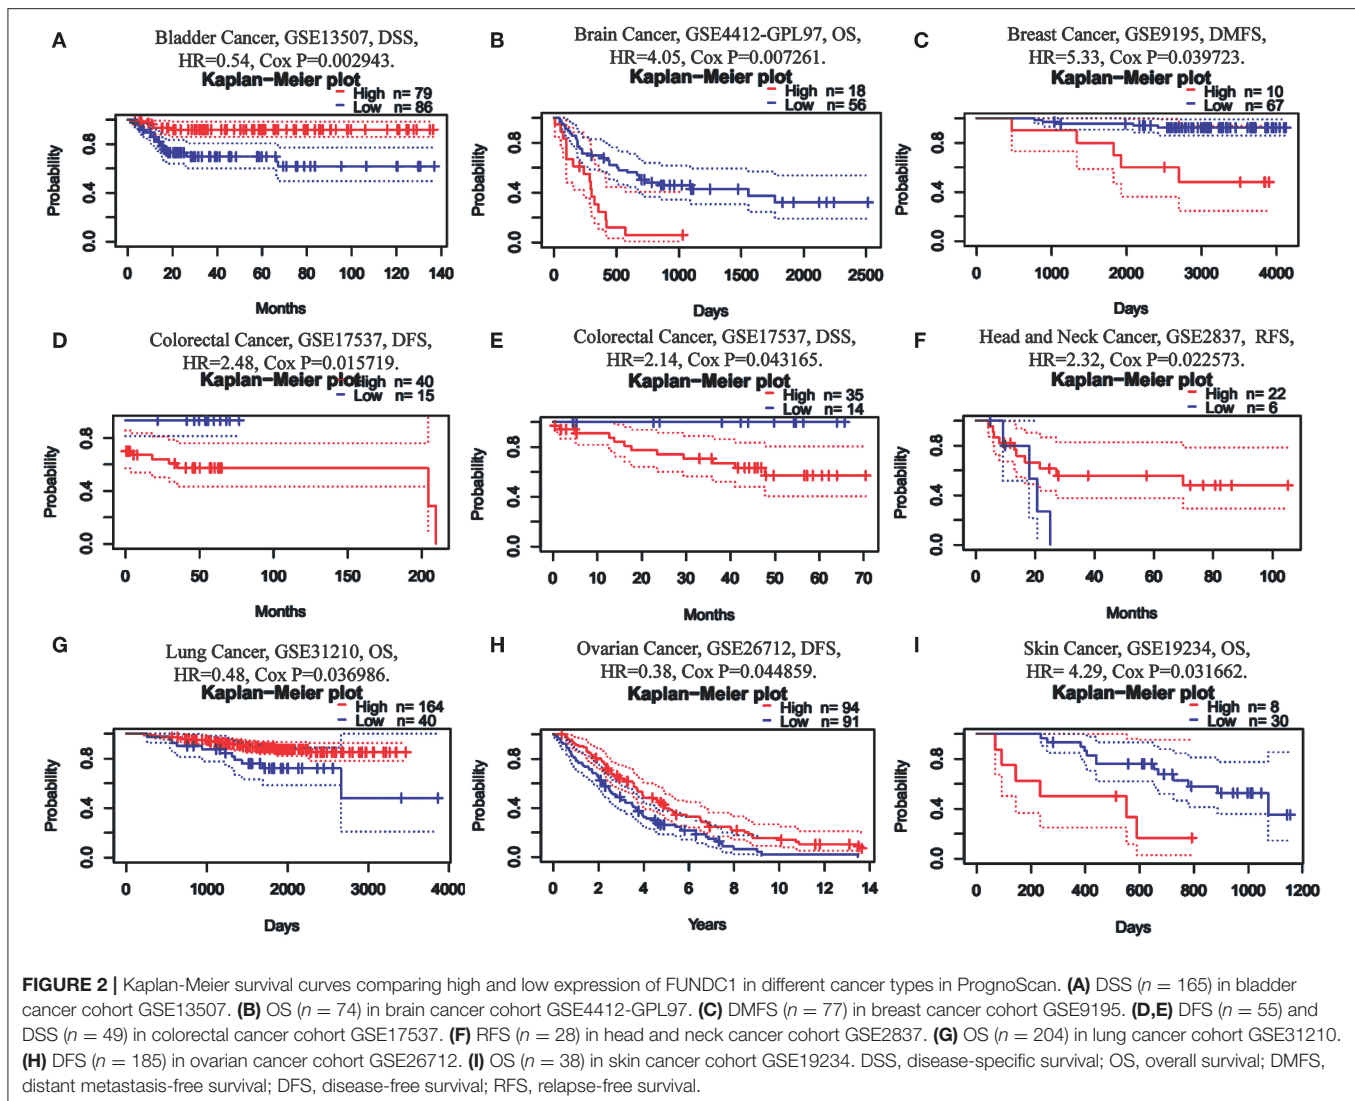 A
Bladder Cancer, GSE13507, DSS,
HR=0.54, Cox P=0.002943.
Kaplan−Meier plot
High n= 79
Low n= 86
Probability
0.0 0.4 0.8
0 20 40 60 80 100 120 140
Months
B
Brain Cancer, GSE4412-GPL97, OS,
HR=4.05, Cox P=0.007261.
Kaplan−Meier plot
High n= 18
Low n= 56
Probability
0.0 0.4 0.8
0 500 1000 1500 2000 2500
Days
C
Breast Cancer, GSE9195, DMFS,
HR=5.33, Cox P=0.039723.
Kaplan−Meier plot
High n= 10
Low n= 67
Probability
0.0 0.4 0.8
0 1000 2000 3000 4000
Days
D
Colorectal Cancer, GSE17537, DFS,
HR=2.48, Cox P=0.015719.
Kaplan−Meier plot
High n= 40
Low n= 15
Probability
0.0 0.4 0.8
0 50 100 150 200
Months
E
Colorectal Cancer, GSE17537, DSS,
HR=2.14, Cox P=0.043165.
Kaplan−Meier plot
High n= 35
Low n= 14
Probability
0.0 0.4 0.8
0 10 20 30 40 50 60 70
Months
F
Head and Neck Cancer, GSE2837, RFS,
HR=2.32, Cox P=0.022573.
Kaplan−Meier plot
High n= 22
Low n= 6
Probability
0.0 0.4 0.8
0 20 40 60 80 100
Months
G
Lung Cancer, GSE31210, OS,
HR=0.48, Cox P=0.036986.
Kaplan−Meier plot
High n= 164
Low n= 40
Probability
0.0 0.4 0.8
0 1000 2000 3000 4000
Days
H
Ovarian Cancer, GSE26712, DFS,
HR=0.38, Cox P=0.044859.
Kaplan−Meier plot
High n= 94
Low n= 91
Probability
0.0 0.4 0.8
0 2 4 6 8 10 12 14
Years
I
Skin Cancer, GSE19234, OS,
HR= 4.29, Cox P=0.031662.
Kaplan−Meier plot
High n= 8
Low n= 30
Probability
0.0 0.4 0.8
0 200 400 600 800 1000 1200
Days
FIGURE 2 | Kaplan-Meier survival curves comparing high and low expression of FUNDC1 in different cancer types in PrognoScan. (A) DSS (n = 165) in bladder
cancer cohort GSE13507. (B) OS (n = 74) in brain cancer cohort GSE4412-GPL97. (C) DMFS (n = 77) in breast cancer cohort GSE9195. (D,E) DFS (n = 55) and
DSS (n = 49) in colorectal cancer cohort GSE17537. (F) RFS (n = 28) in head and neck cancer cohort GSE2837. (G) OS (n = 204) in lung cancer cohort GSE31210.
(H) DFS (n = 185) in ovarian cancer cohort GSE26712. (I) OS (n = 38) in skin cancer cohort GSE19234. DSS, disease-specific survival; OS, overall survival; DMFS,
distant metastasis-free survival; DFS, disease-free survival; RFS, relapse-free survival.